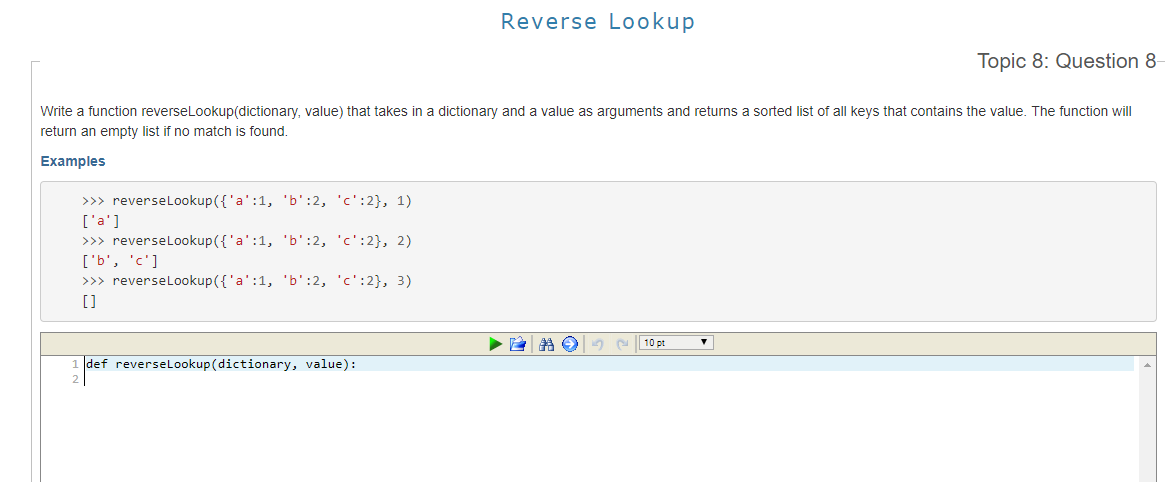 Reverse Lookup
Topic 8: Question 8
Write a function reverseLookup(dictionary, value) that takes in a dictionary and a value as arguments and returns a sorted list of all keys that contains the value. The function will
return an empty list if no match is found.
Examples
>>> reverseLookup({'a':1, 'b':2, 'c':2}, 1)
['a']
>>> reverseLookup({'a':1, 'b':2, 'c':2}, 2)
['b', 'c']
>>> reverseLookup({'a':1, 'b':2, 'c':2}, 3)
[]
10 pt
1 def reverseLookup(dictionary, value):
2